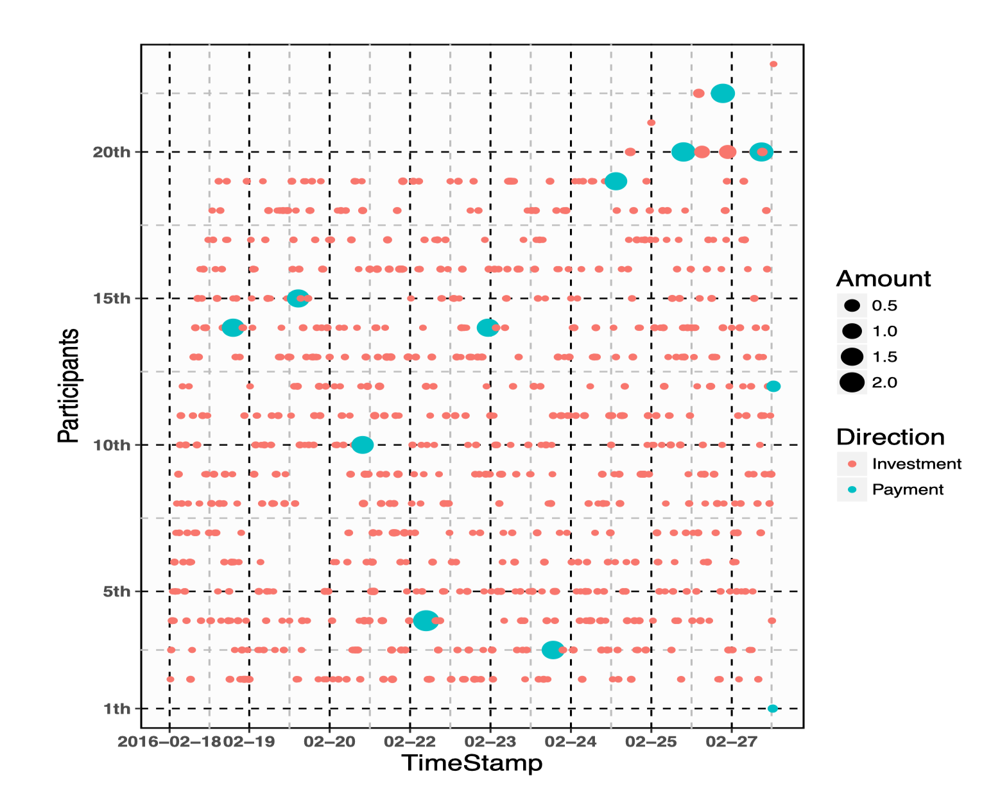 20th
15th
10th
5th
1th
Participants
2016–02–18 02–19 02–20 02–22 02–23 02–24 02–25 02–27
TimeStamp
Amount
0.5
1.0
1.5
2.0
Direction
Investment
Payment